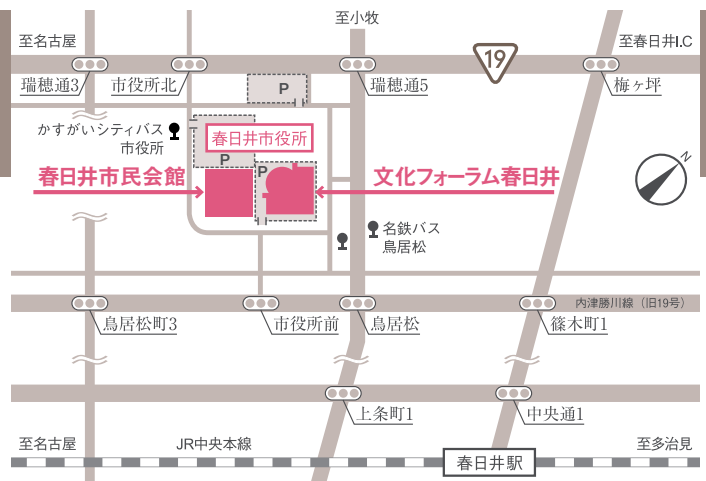 至小牧
至名古屋
19
至春日井I.C
瑞穂通3
市役所北
P
瑞穂通5
梅ヶ坪
かすがいシティバス
市役所
春日井市役所
P
N
春日井市民会館
P
文化フォーラム春日井
名鉄バス
鳥居松
内津勝川線（旧19号）
鳥居松町3
市役所前
鳥居松
篠木町1
上条町1
中央通1
至名古屋
JR中央本線
春日井駅
至多治見